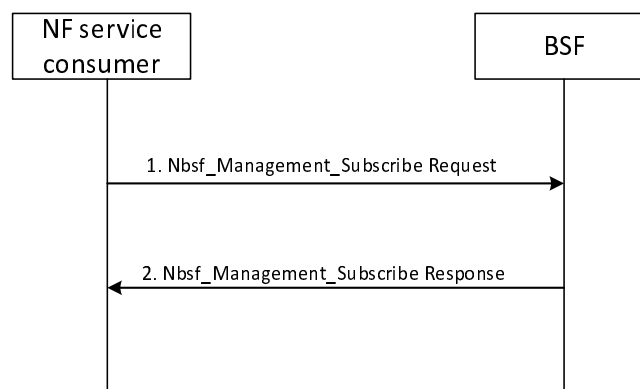 NF service
consumer
BSF
1. Nbsf_Management_Subscribe Request
2. Nbsf_Management_Subscribe Response